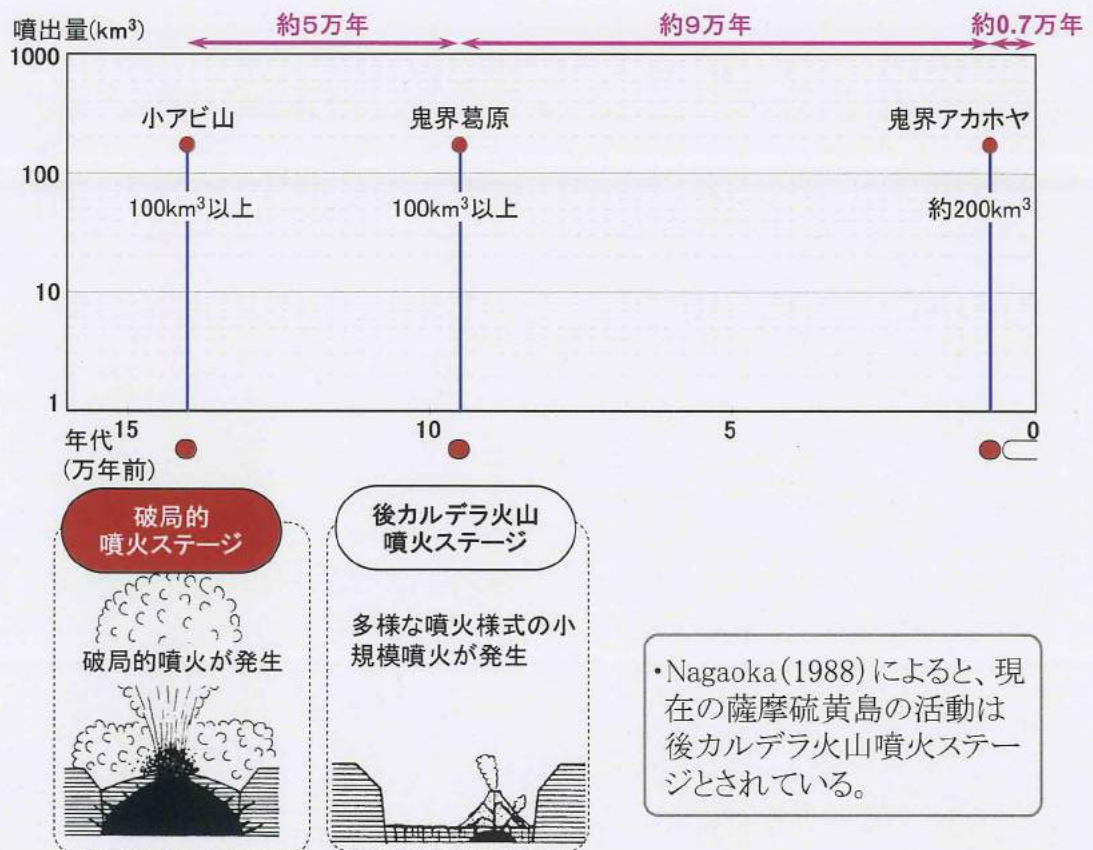 噴出量(km³)
約5万年
約9万年
約0.7万年
1000
100
10
1
小アビ山
鬼界葛原
鬼界アカホヤ
100km³以上
100km³以上
約200km³
15
10
5
0
年代
(万年前)
破局的
噴火ステージ
破局的噴火が発生
後カルデラ火山
噴火ステージ
多様な噴火様式の小
規模噴火が発生
・Nagaoka(1988)によると、現
在の薩摩硫黄島の活動は
後カルデラ火山噴火ステー
ジとされている。